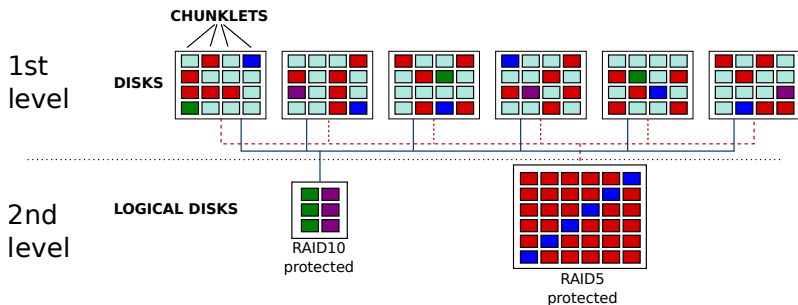 CHUNKLETS
1st
level
DISKS
2nd
level
LOGICAL DISKS
RAID10
protected
RAID5
protected